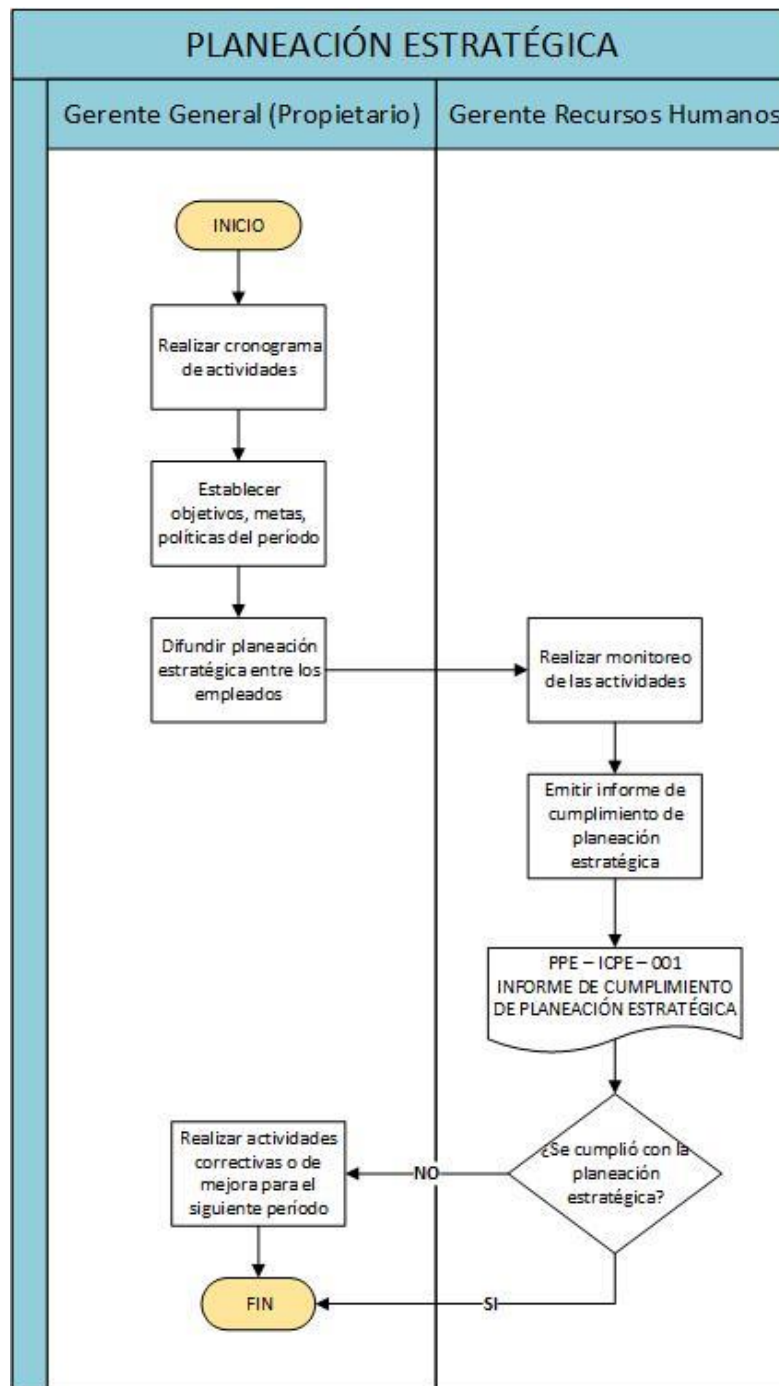 PLANEACIÓN ESTRATÉGICA
Gerente General (Propietario)
Gerente Recursos Humanos
INICIO
Realizar cronograma
de actividades
Establecer
objetivos, metas,
políticas del período
Difundir planeación
estratégica entre los
empleados
Realizar monitoreo
de las actividades
Emitir informe de
cumplimiento de
planeación
estratégica
PPE – ICPE – 001
INFORME DE CUMPLIMIENTO
DE PLANEACIÓN ESTRATÉGICA
¿Se cumplió con la
planeación
estratégica?
NO
Realizar actividades
correctivas o de
mejora para el
siguiente período
SI
FIN